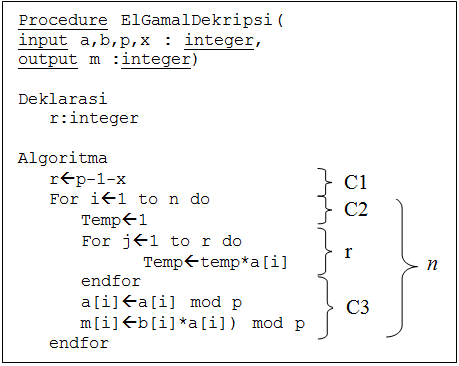 Procedure ElGamalDekripsi(
input a,b,p,x : integer,
output m :integer)
Deklarasi
r:integer
Algoritma
r←p-1-x
C1
For i←1 to n do
C2
Temp←1
For j←1 to r do
r
Temp←temp*a[i]
n
endfor
a[i]←a[i] mod p
C3
m[i]←b[i]*a[i]) mod p
endfor